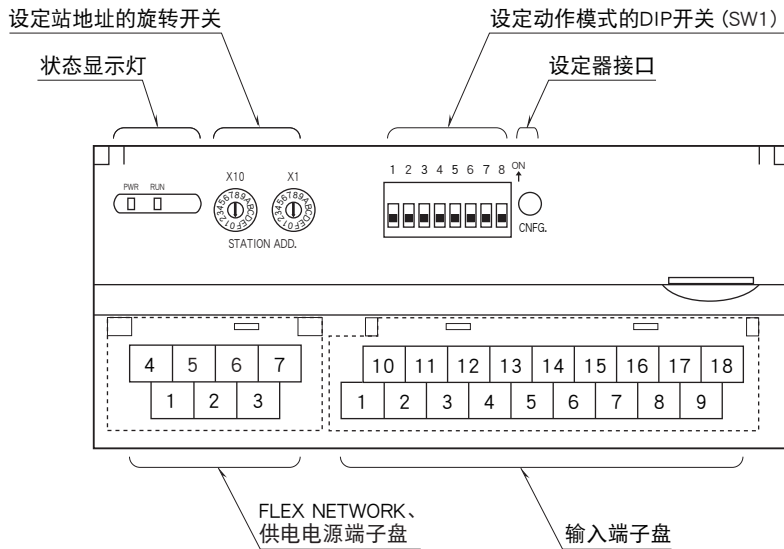 设定站地址的旋转开关
设定动作模式的DIP开关 (SW1)
状态显示灯
设定器接口
1 2 3 4 5 6 7 8 ON
PWR RUN
X10 X1
0123456789ABCDEF
0123456789ABCDEF
STATION ADD.
CNFG.
4 5 6 7
1 2 3
10 11 12 13 14 15 16 17 18
1 2 3 4 5 6 7 8 9
FLEX NETWORK、
供电电源端子盘
输入端子盘